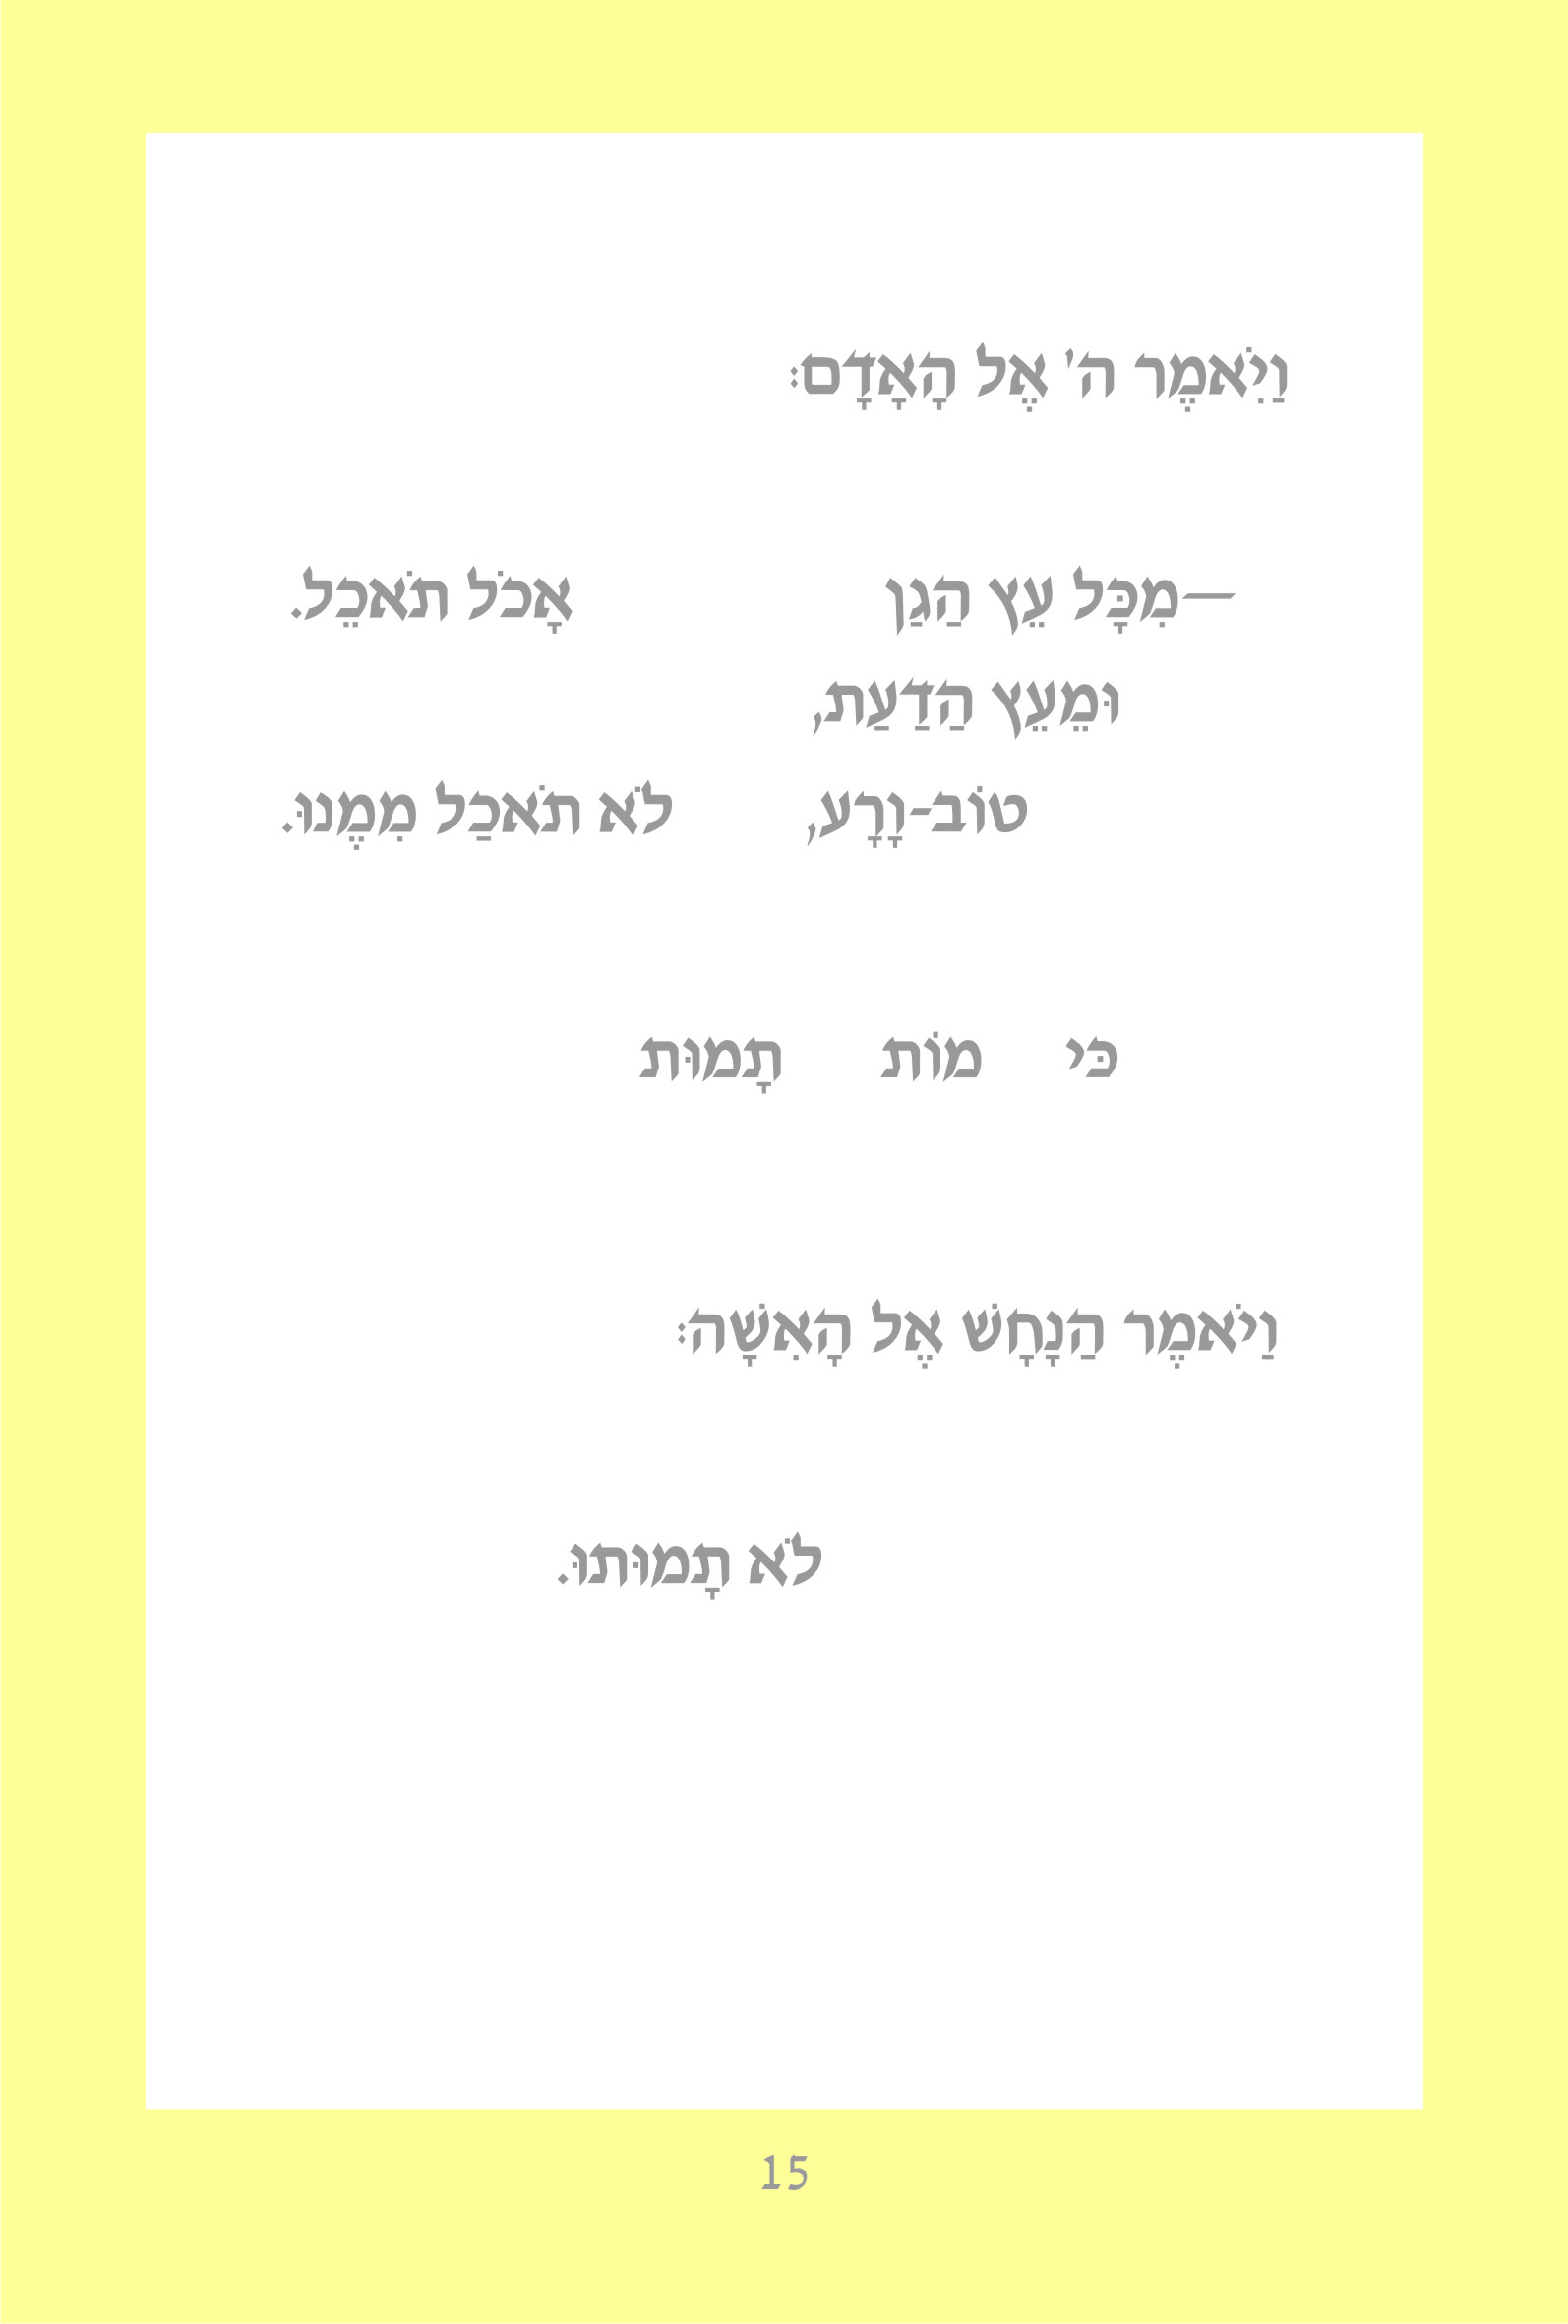 וַיֹּאמֶר ה' אֶל הָאָדָם:
—מִכָּל עֵץ הַגַּן אָכֹל תֹּאכֵל.
וּמֵעֵץ הַדַּעַת,
טוֹב-וָרָע, לֹא תֹאכַל מִמֶּנּוּ.
כִּי מוֹת תָּמוּת
וַיֹּאמֶר הַנָּחָשׁ אֶל הָאִשָּׁה:
לֹא תָּמוּתוּ.
15